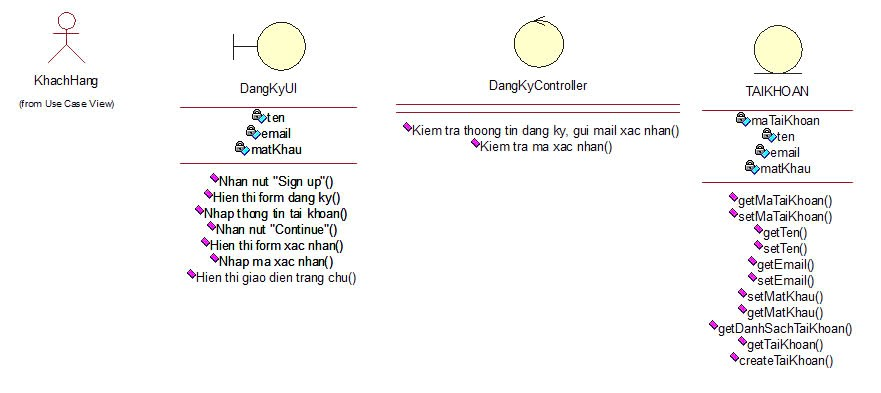 KhachHang
(from Use Case View)
DangKyUI
ten
email
matKhau
Nhan nut "Sign up"()
Hien thi form dang ky()
Nhap thong tin tai khoan()
Nhan nut "Continue"()
Hien thi form xac nhan()
Nhap ma xac nhan()
Hien thi giao dien trang chu()
DangKyController
Kiem tra thoong tin dang ky, gui mail xac nhan()
Kiem tra ma xac nhan()
TAIKHOAN
maTaiKhoan
ten
email
matKhau
getMaTaiKhoan()
setMaTaiKhoan()
getTen()
setTen()
getEmail()
setEmail()
setMatKhau()
getMatKhau()
getDanhSachTaiKhoan()
getTaiKhoan()
createTaiKhoan()